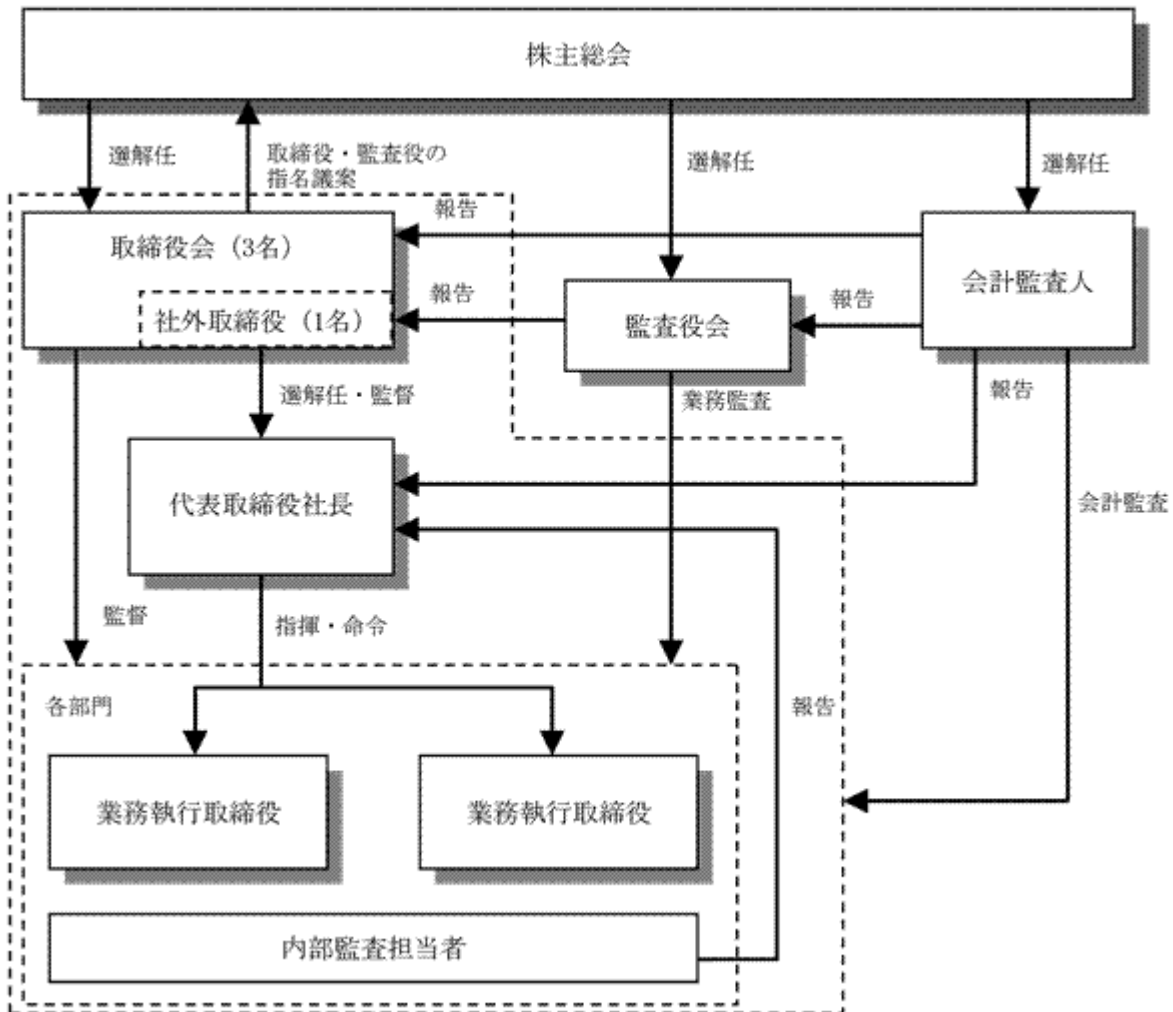 株主総会
選解任
取締役・監査役の
指名議案
選解任
選解任
報告
取締役会（3名）
会計監査人
報告
報告
社外取締役（1名）
監査役会
選解任・監督
業務監査
報告
代表取締役社長
会計監査
監督
指揮・命令
各部門
報告
業務執行取締役
業務執行取締役
内部監査担当者